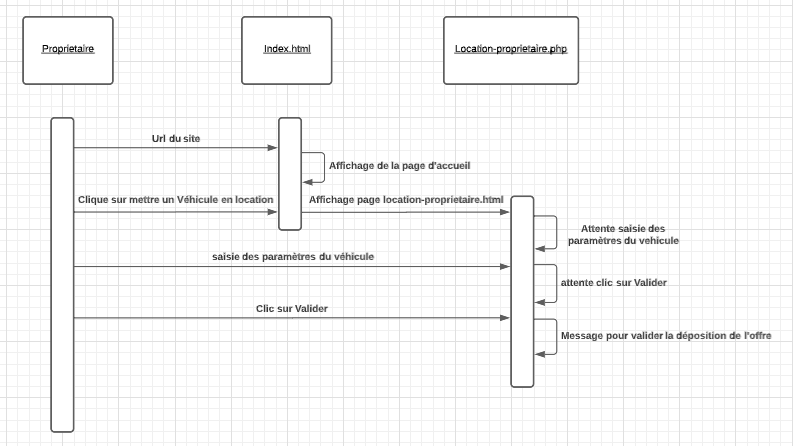 Proprietaire
Index.html
Location-proprietaire.php
Url du site
Affichage de la page d'accueil
Clique sur mettre un Véhicule en location
Affichage page location-proprietaire.html
Attente saisie des
paramètres du vehicule
saisie des paramètres du véhicule
attente clic sur Valider
Clic sur Valider
Message pour valider la déposition de l'offre